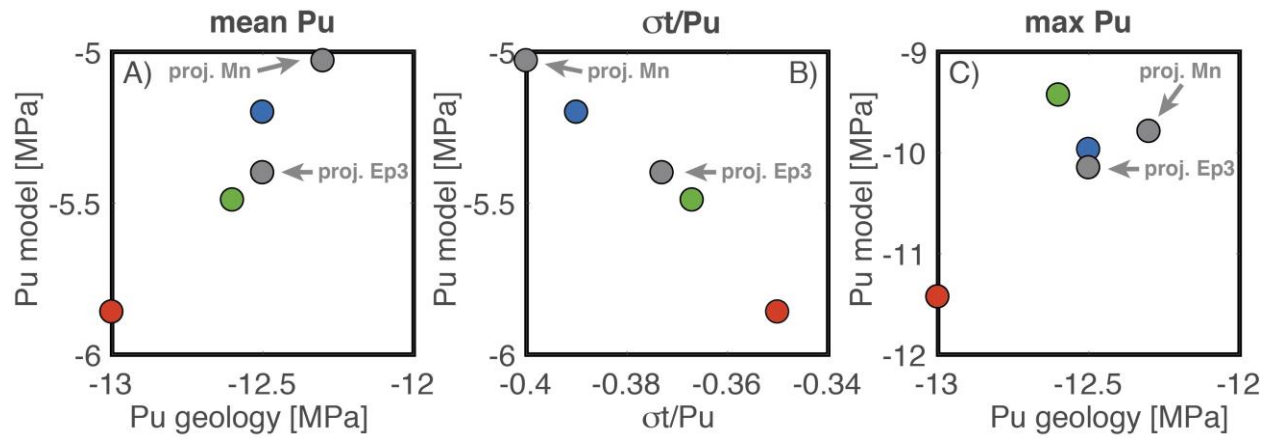 mean Pu
A)
proj. Mn
proj. Ep3
-5
-5.5
-6
Pu model [MPa]
-13
-12.5
-12
Pu geology [MPa]
σt/Pu
B)
proj. Mn
proj. Ep3
-5
-5.5
-6
Pu model [MPa]
-0.4
-0.38
-0.36
-0.34
σt/Pu
max Pu
C)
proj. Mn
proj. Ep3
-9
-10
-11
-12
Pu model [MPa]
-13
-12.5
-12
Pu geology [MPa]